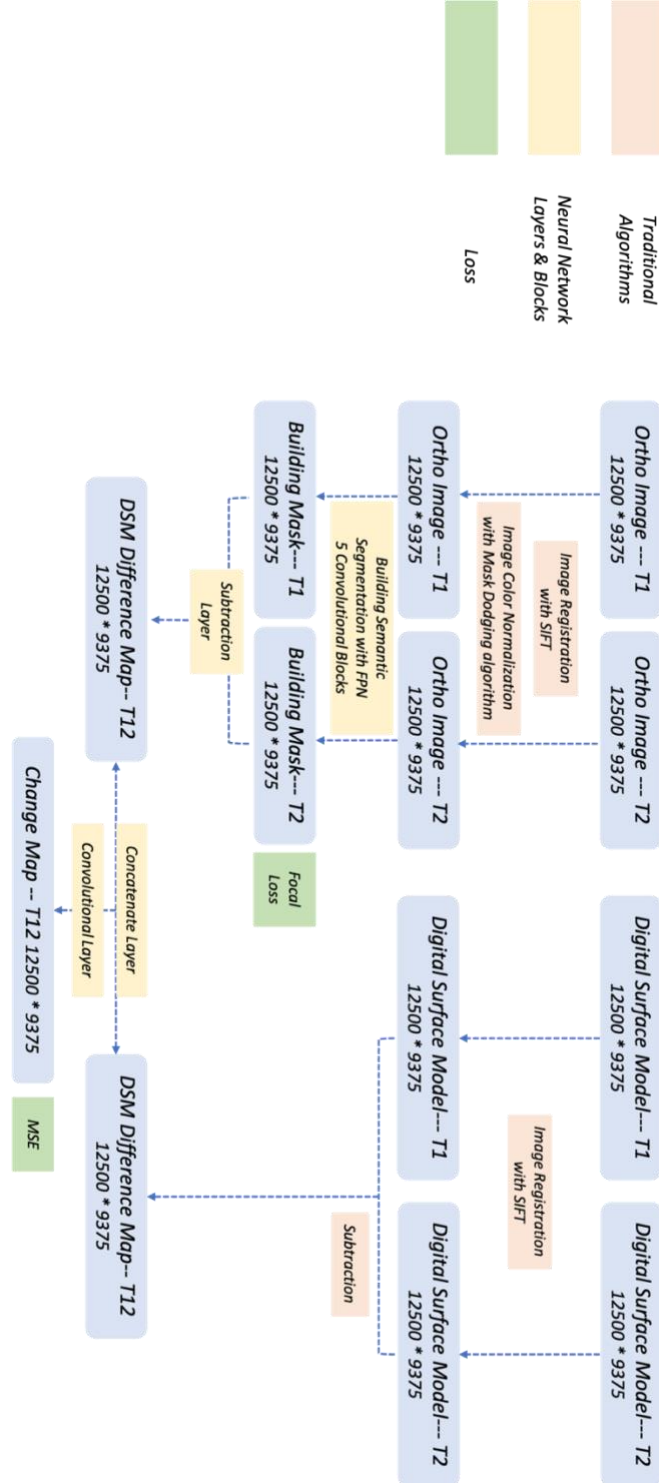 Traditional
Algorithms
Neural Network
Layers & Blocks
Loss
Ortho Image --- T1
12500 * 9375
Ortho Image --- T2
12500 * 9375
Digital Surface Model--- T1
12500 * 9375
Digital Surface Model--- T2
12500 * 9375
Image Registration
with SIFT
Image Color Normalization
with Mask Dodging algorithm
Image Registration
with SIFT
Ortho Image --- T1
12500 * 9375
Ortho Image --- T2
12500 * 9375
Digital Surface Model--- T1
12500 * 9375
Digital Surface Model--- T2
12500 * 9375
Building Semantic
Segmentation with FPN
5 Convolutional Blocks
Subtraction
Building Mask--- T1
12500 * 9375
Building Mask--- T2
12500 * 9375
Focal
Loss
Subtraction
Layer
DSM Difference Map-- T12
12500 * 9375
Concatenate Layer
DSM Difference Map-- T12
12500 * 9375
Convolutional Layer
Change Map -- T12 12500 * 9375
MSE